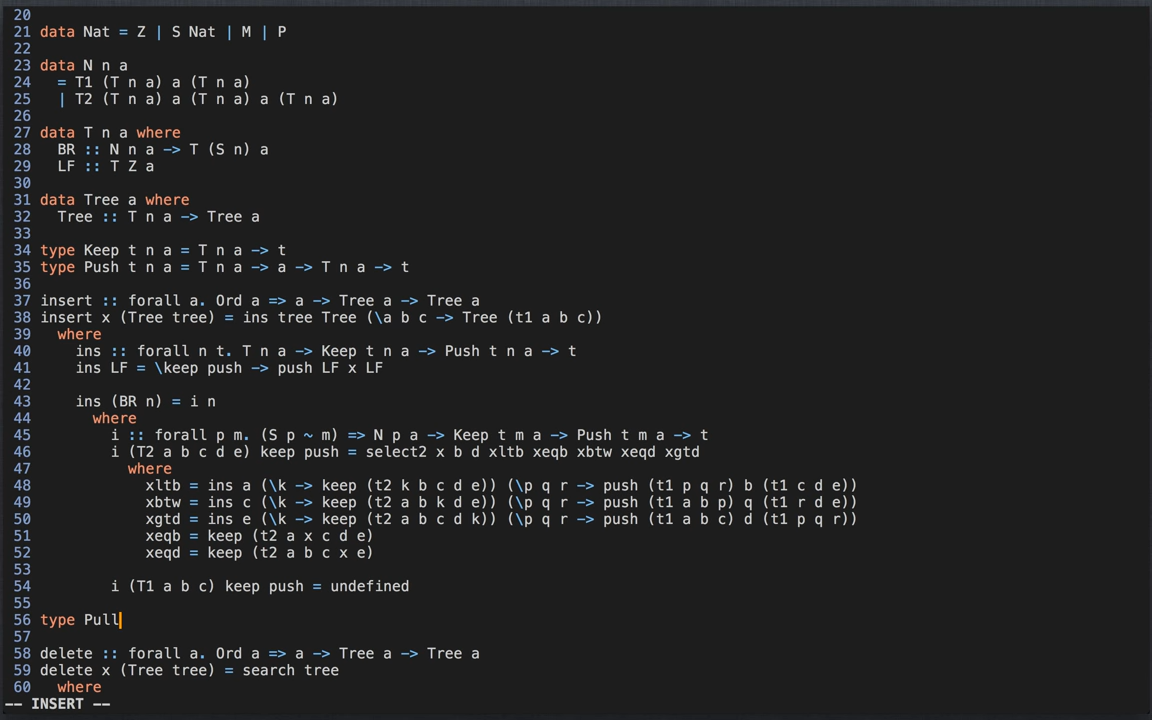 20
21 data Nat = Z | S Nat | M | P
22
23 data N n a
24   = T1 (T n a) a (T n a)
25   | T2 (T n a) a (T n a) a (T n a)
26
27 data T n a where
28   BR :: N n a -> T (S n) a
29   LF :: T Z a
30
31 data Tree a where
32   Tree :: T n a -> Tree a
33
34 type Keep t n a = T n a -> t
35 type Push t n a = T n a -> a -> T n a -> t
36
37 insert :: forall a. Ord a => a -> Tree a -> Tree a
38 insert x (Tree tree) = ins tree Tree (\a b c -> Tree (t1 a b c))
39   where
40     ins :: forall n t. T n a -> Keep t n a -> Push t n a -> t
41     ins LF = \keep push -> push LF x LF
42
43     ins (BR n) = i n
44       where
45         i :: forall p m. (S p ~ m) => N p a -> Keep t m a -> Push t m a -> t
46         i (T2 a b c d e) keep push = select2 x b d xltb xeqb xbtw xeqd xgtd
47           where
48             xltb = ins a (\k -> keep (t2 k b c d e)) (\p q r -> push (t1 p q r) b (t1 c d e))
49             xbtw = ins c (\k -> keep (t2 a b k d e)) (\p q r -> push (t1 a b p) q (t1 r d e))
50             xgtd = ins e (\k -> keep (t2 a b c d k)) (\p q r -> push (t1 a b c) d (t1 p q r))
51             xeqb = keep (t2 a x c d e)
52             xeqd = keep (t2 a b c x e)
53
54         i (T1 a b c) keep push = undefined
55
56 type Pull
57
58 delete :: forall a. Ord a => a -> Tree a -> Tree a
59 delete x (Tree tree) = search tree
60   where
-- INSERT --